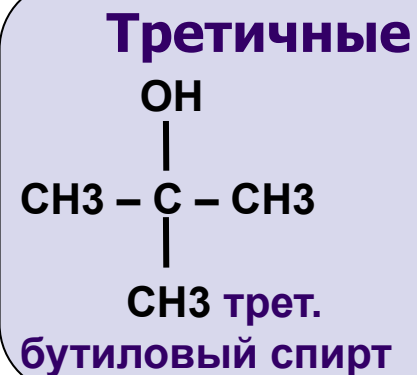 Третичные
OH
CH3 – C – CH3
CH3 трет.
бутиловый спирт